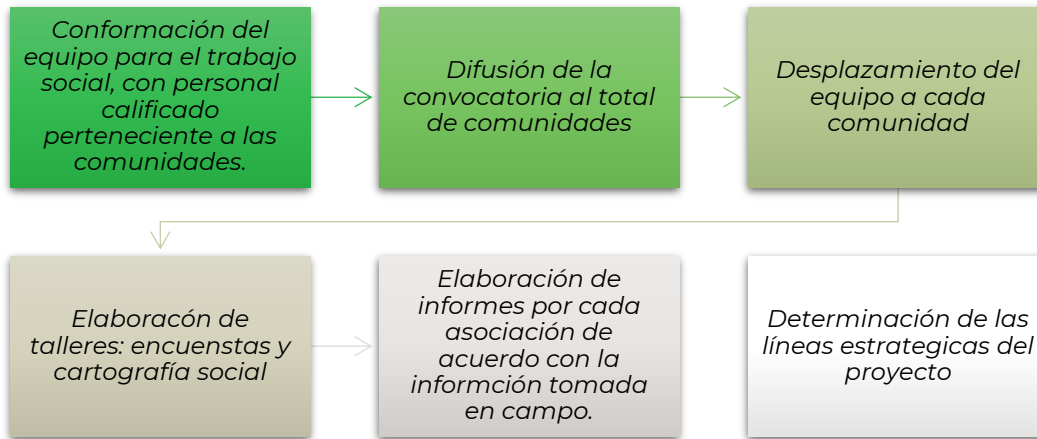 Conformación del
equipo para el trabajo
social, con personal
calificado
perteneciente a las
comunidades.
Difusión de la
convocatoria al total
de comunidades
Desplazamiento del
equipo a cada
comunidad
Elaboracón de
talleres: encuenstas y
cartografía social
Elaboración de
informes por cada
asociación de
acuerdo con la
informción tomada
en campo.
Determinación de las
líneas estrategicas del
proyecto